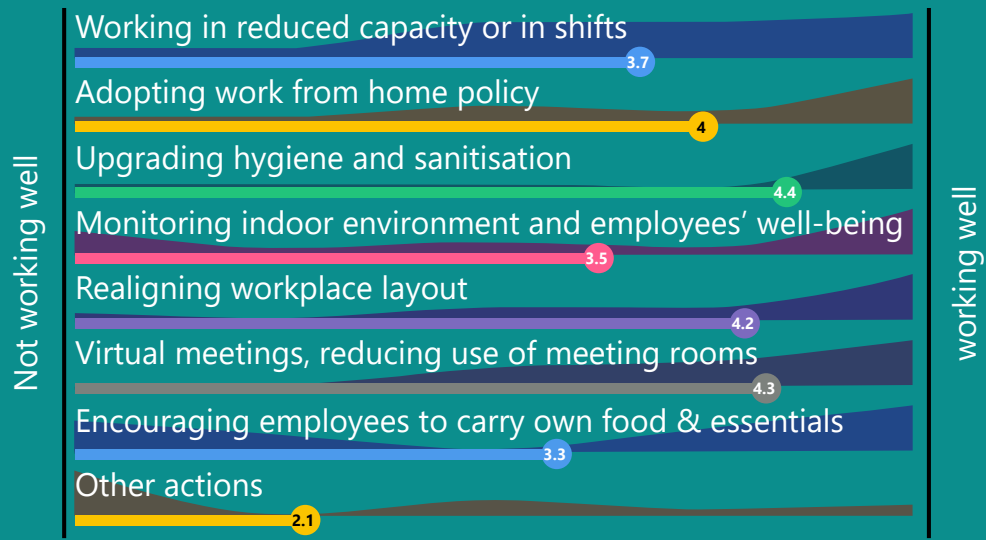 Working in reduced capacity or in shifts
3.7
Adopting work from home policy
4
Upgrading hygiene and sanitisation
4.4
Monitoring indoor environment and employees’ well-being
3.5
Realigning workplace layout
4.2
Virtual meetings, reducing use of meeting rooms
4.3
Encouraging employees to carry own food & essentials
3.3
Other actions
2.1
Not working well
working well